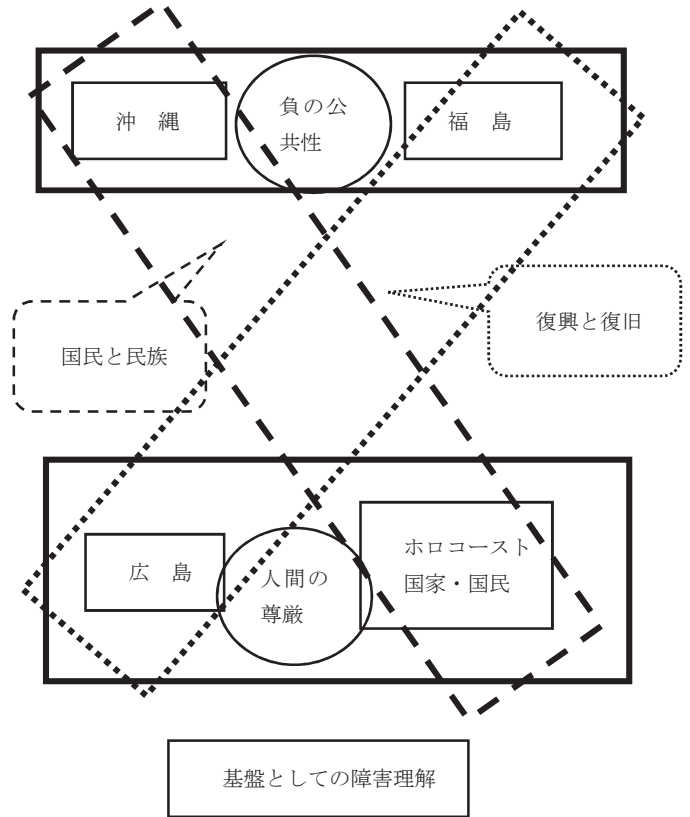 沖　縄
負の公
共性
福　島
国民と民族
復興と復旧
広　島
人間の
尊厳
ホロコースト
国家・国民
基盤としての障害理解